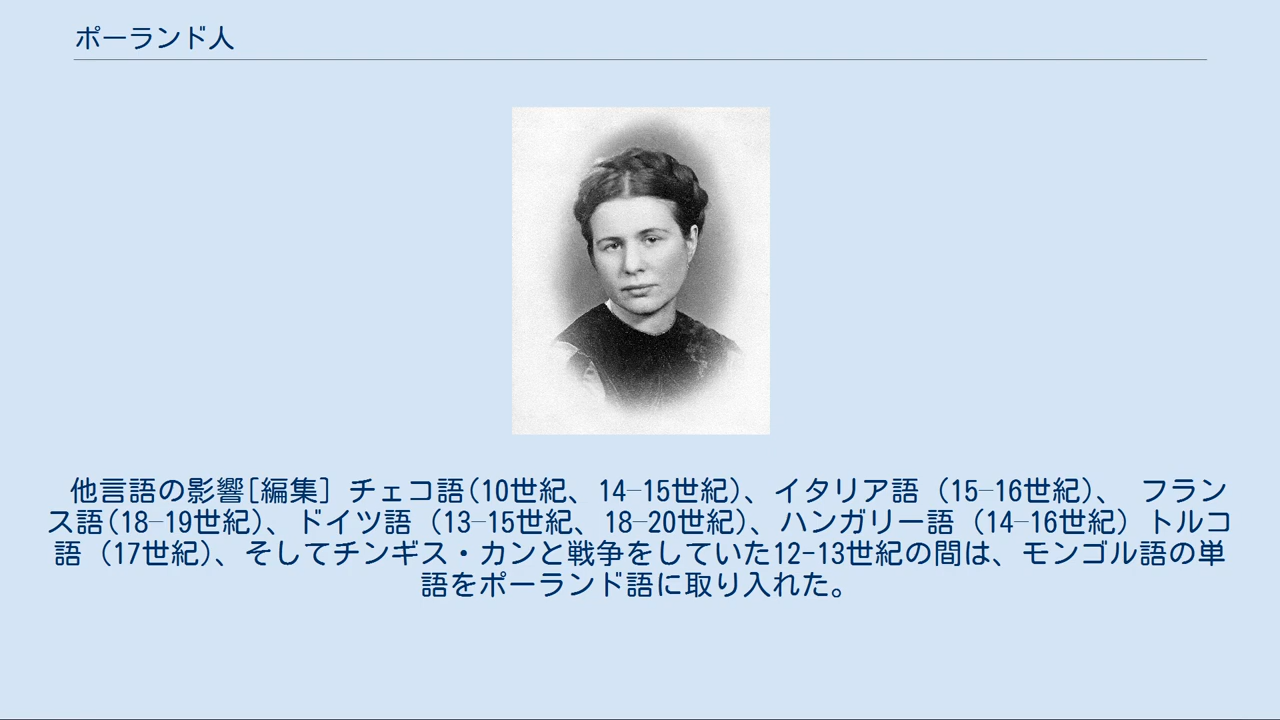 ポーランド人
他言語の影響[編集] チェコ語(10世紀、14–15世紀)、イタリア語 (15–16世紀)、 フラン
ス語(18–19世紀)、ドイツ語 (13–15世紀、18–20世紀)、ハンガリー語 (14–16世紀) トルコ
語 (17世紀)、そしてチンギス・カンと戦争をしていた12-13世紀の間は、モンゴル語の単
語をポーランド語に取り入れた。